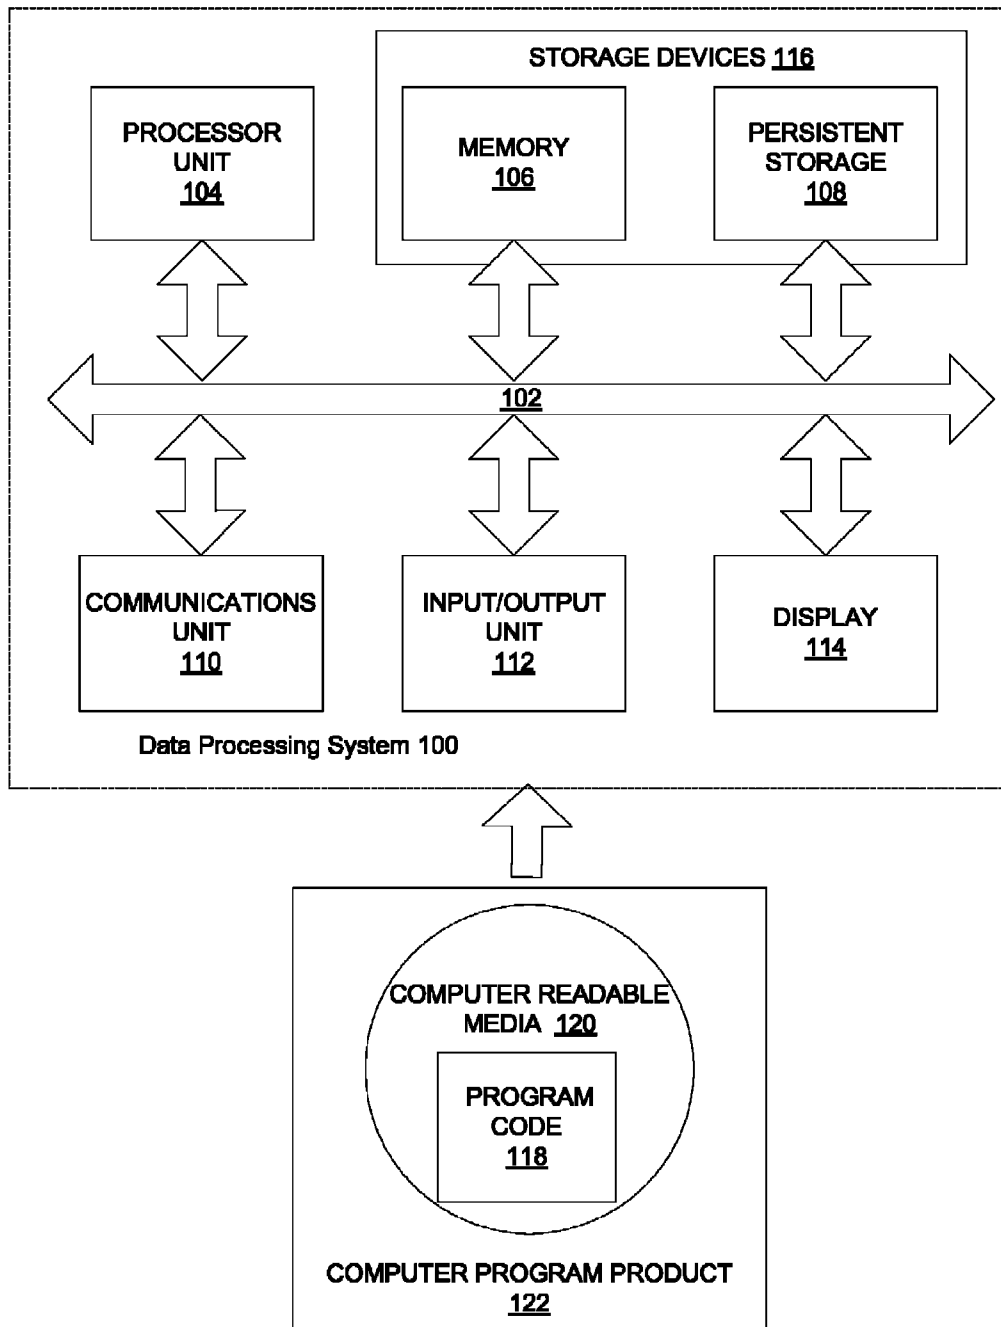 STORAGE DEVICES 116
PROCESSOR
UNIT
104
MEMORY
106
PERSISTENT
STORAGE
108
102
COMMUNICATIONS
UNIT
110
INPUT/OUTPUT
UNIT
112
DISPLAY
114
Data Processing System 100
COMPUTER READABLE
MEDIA 120
PROGRAM
CODE
118
COMPUTER PROGRAM PRODUCT
122